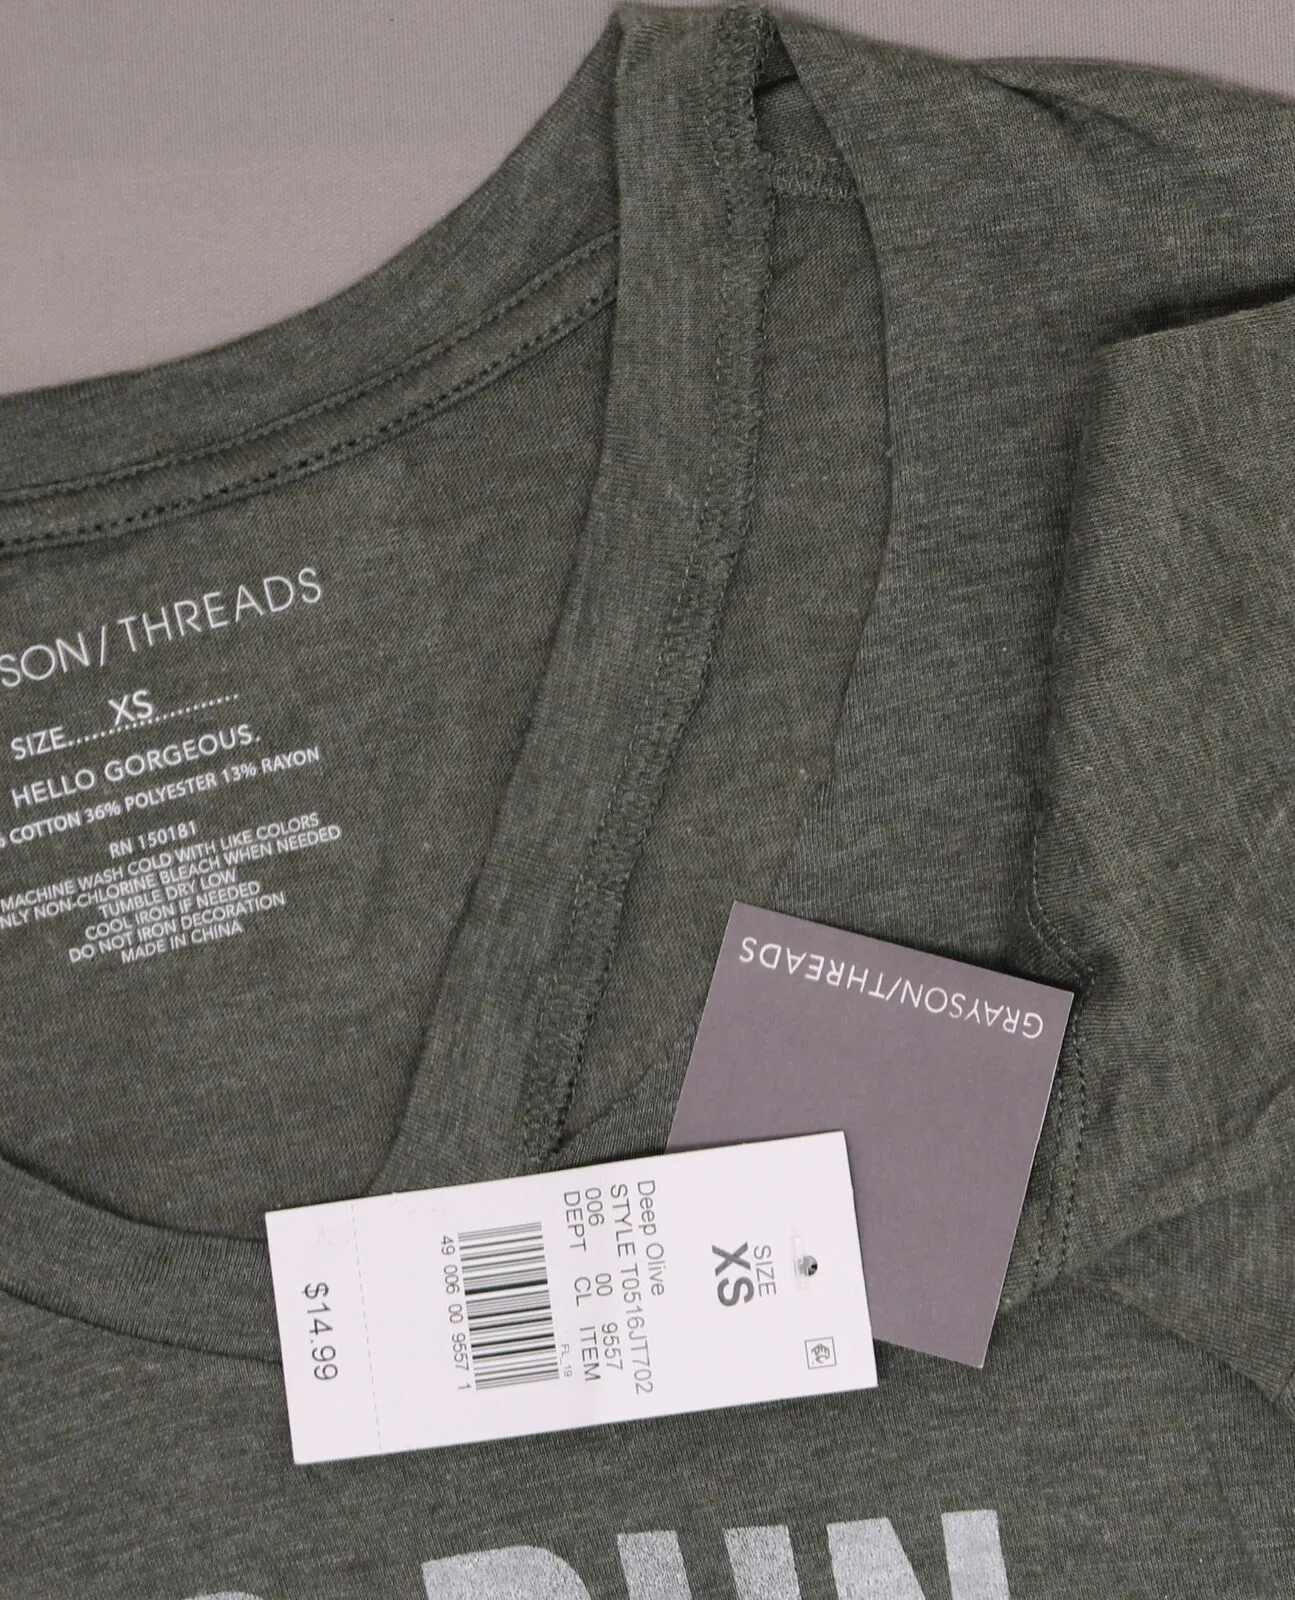 SON/THREADS
SIZE XS
HELLO GORGEOUS.
% COTTON 36% POLYESTER 13% RAYON
RN 150181
MACHINE WASH COLD WITH LIKE COLORS
NLY NON-CHLORINE BLEACH WHEN NEEDED
TUMBLE DRY LOW
COOL IRON IF NEEDED
DO NOT IRON DECORATION
MADE IN CHINA
GRAYSON/THREADS
SIZE
XS
Deep Olive
STYLE T0516JT702
006 00 9557
DEPT CL ITEM
FL 19
49 006 00 9557 1
$14.99